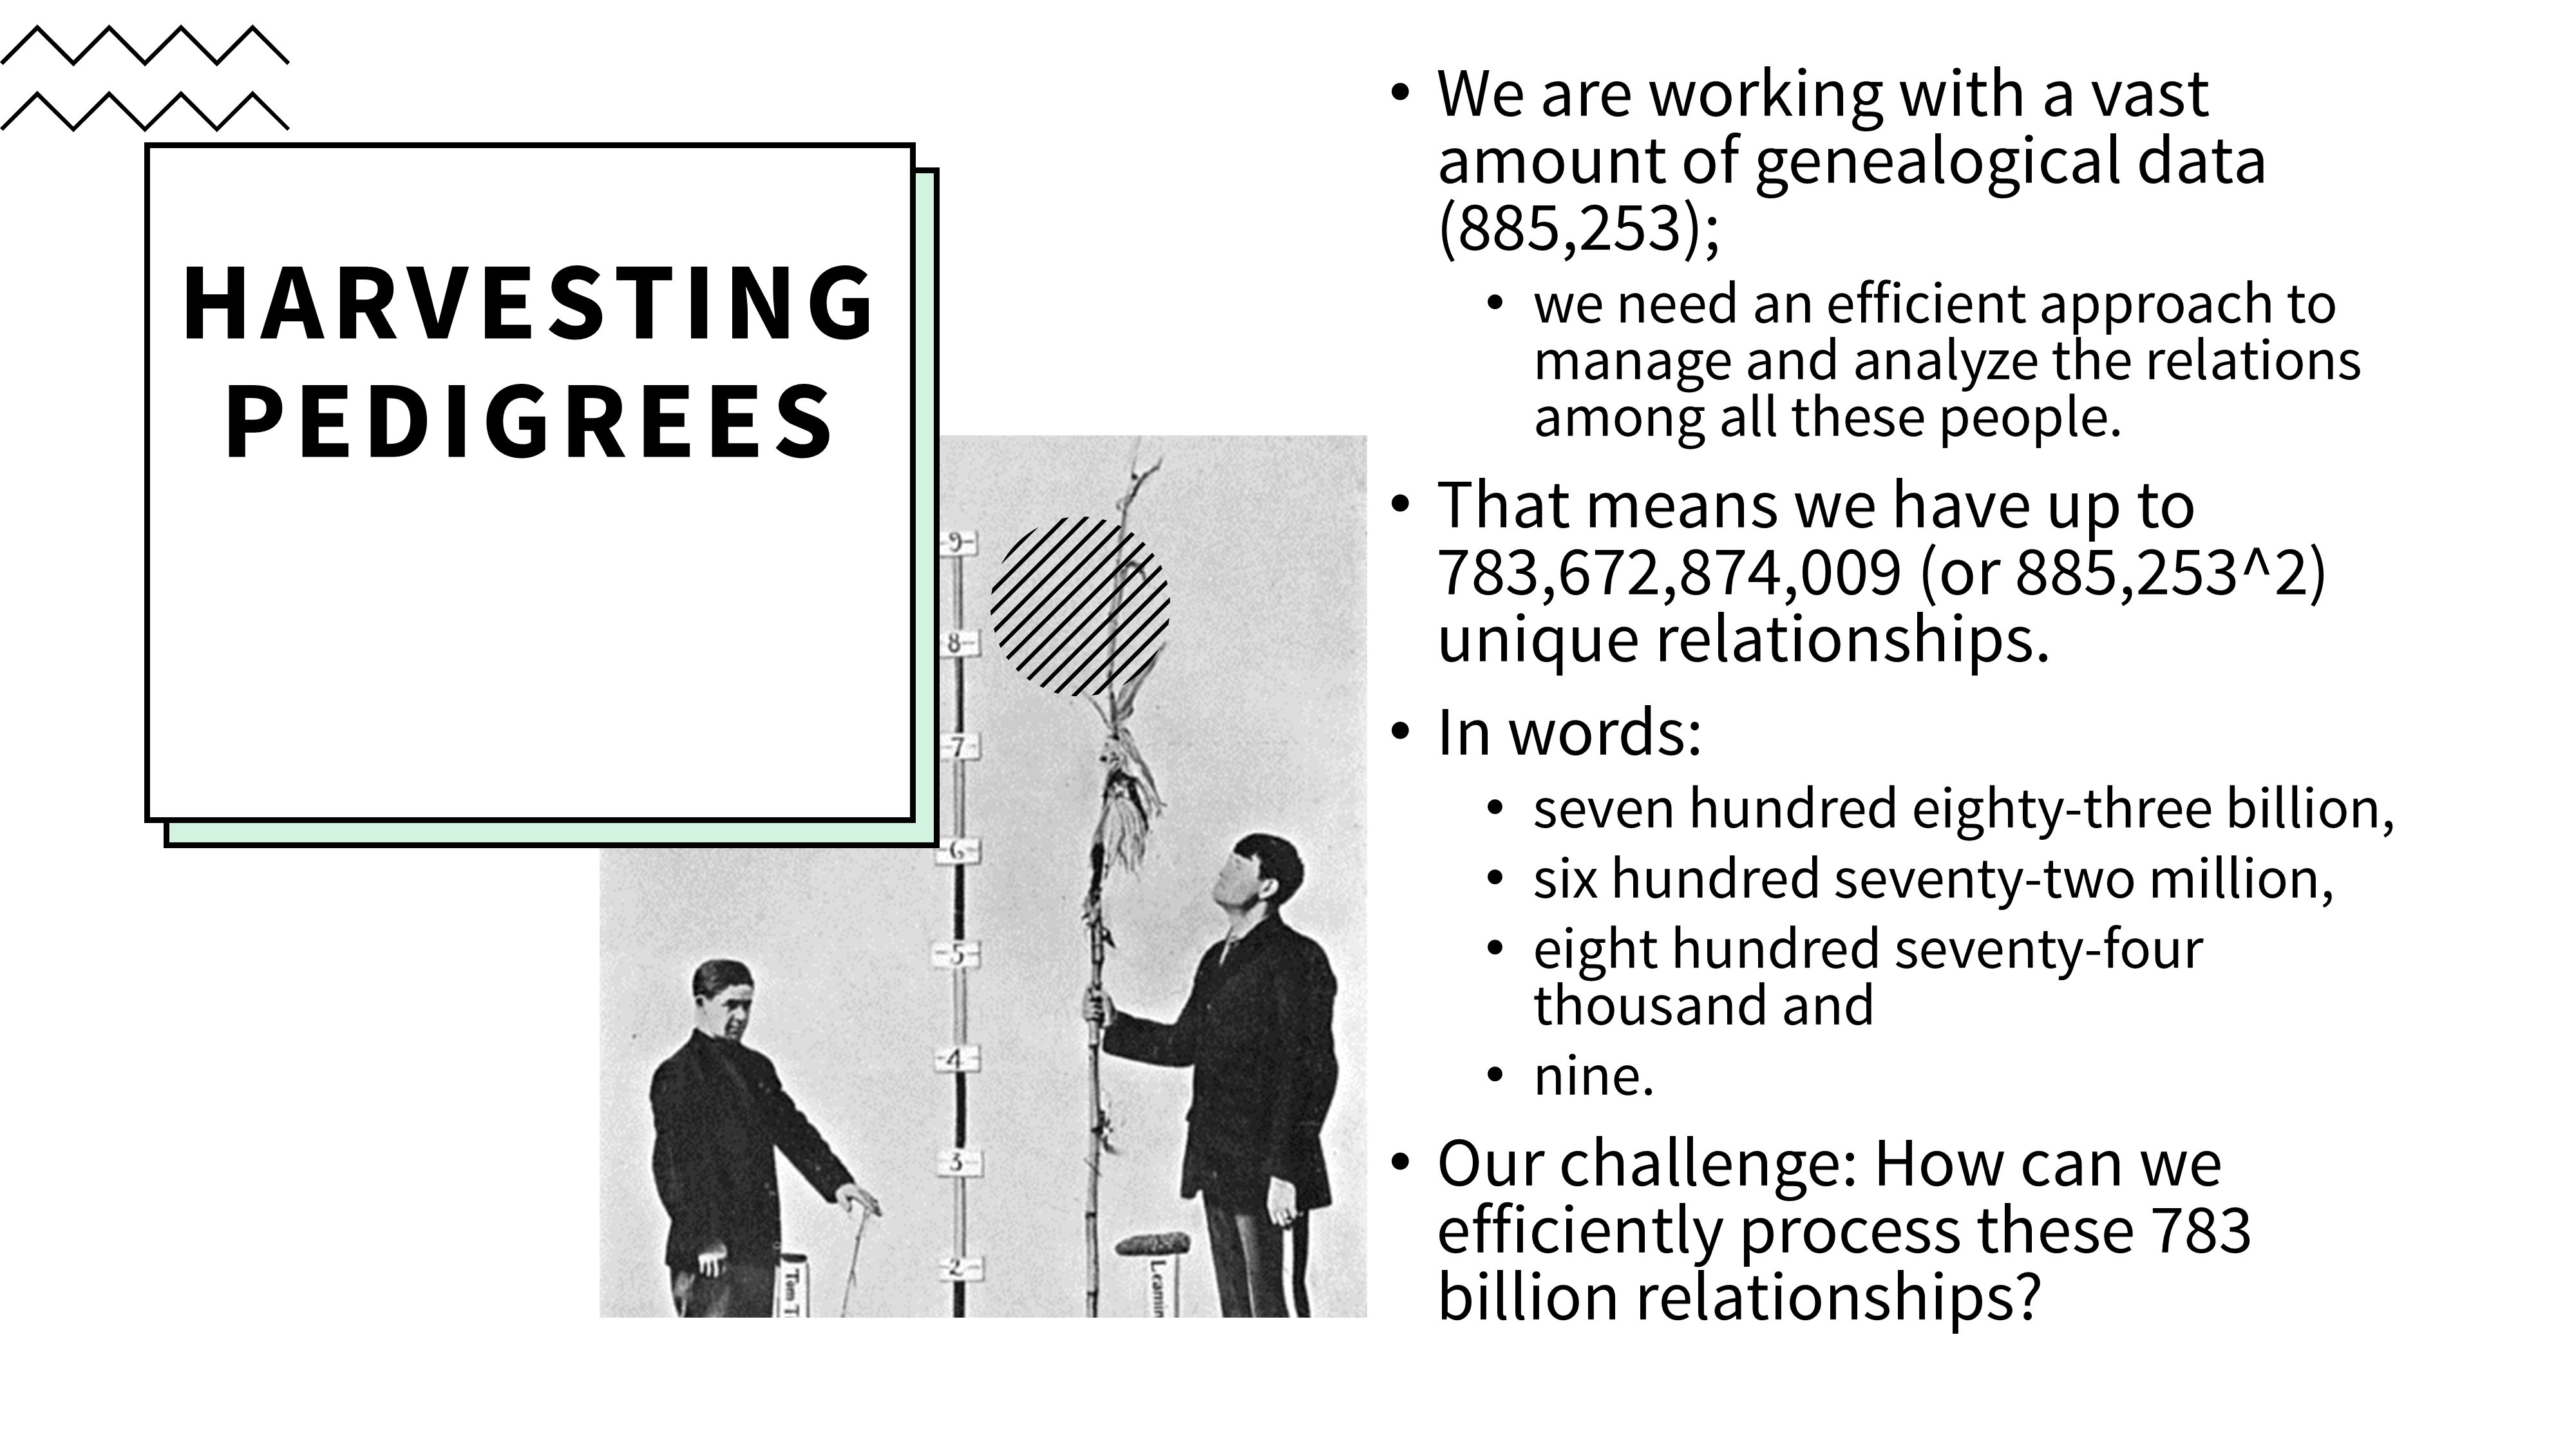 HARVESTING
PEDIGREES
• We are working with a vast
amount of genealogical data
(885,253);
• we need an efficient approach to
manage and analyze the relations
among all these people.
• That means we have up to
783,672,874,009 (or 885,253^2)
unique relationships.
• In words:
• seven hundred eighty-three billion,
• six hundred seventy-two million,
• eight hundred seventy-four
thousand and
• nine.
• Our challenge: How can we
efficiently process these 783
billion relationships?
9
8
7
6
5
4
3
2
Tom T
Leamin